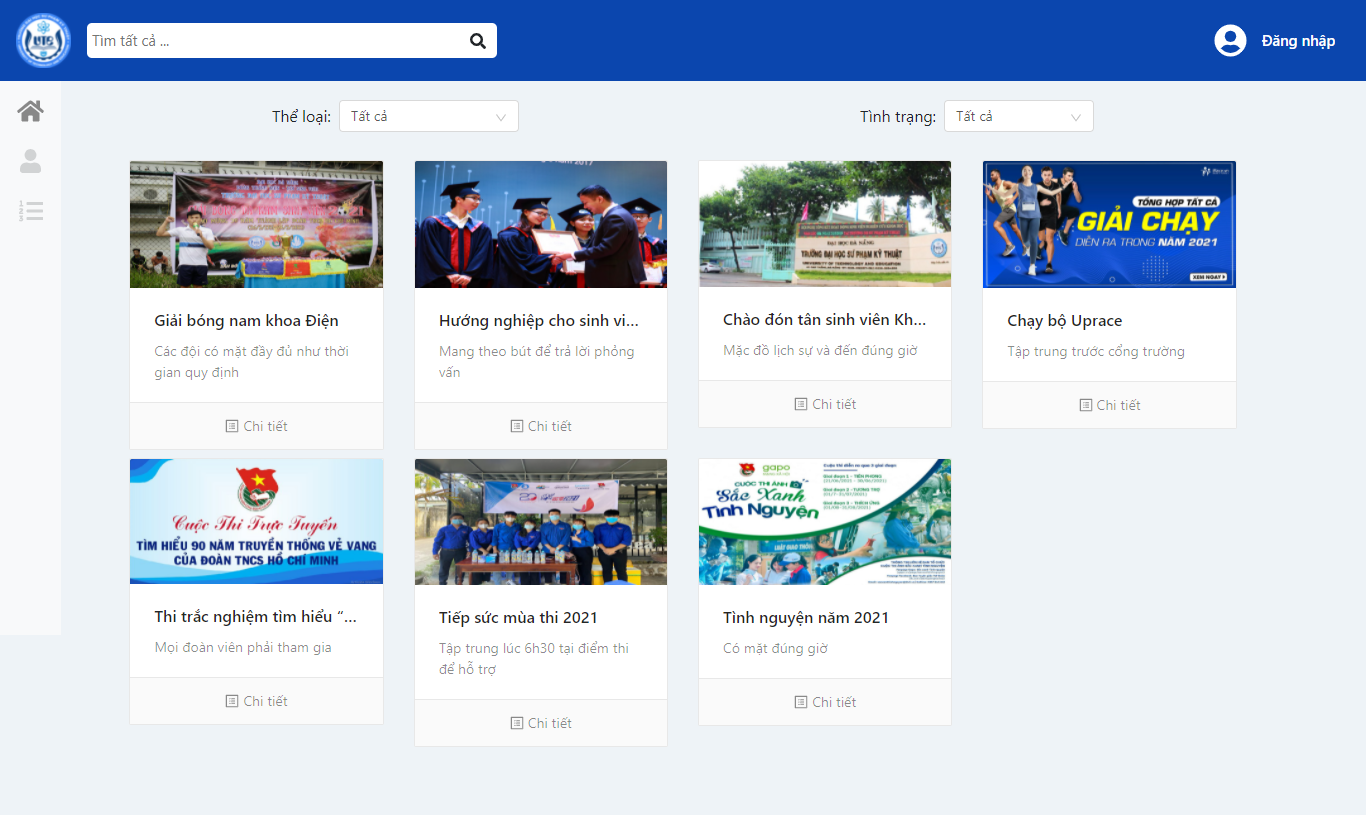 Tìm tất cả ...
Đăng nhập
Thể loại:
Tất cả
Tình trạng:
Tất cả
TRƯỜNG ĐẠI HỌC SƯ PHẠM KỸ THUẬT
TỔNG HỢP TẤT CẢ
GIẢI CHẠY
DIỄN RA TRONG NĂM 2021
XEM NGAY
Giải bóng nam khoa Điện
Các đội có mặt đầy đủ như thời
gian quy định
Chi tiết
Hướng nghiệp cho sinh vi...
Mang theo bút để trả lời phỏng
vấn
Chi tiết
Chào đón tân sinh viên Kh...
Mặc đồ lịch sự và đến đúng giờ
Chi tiết
Chạy bộ Uprace
Tập trung trước cổng trường
Chi tiết
Cuộc Thi Trực Tuyến
TÌM HIỂU 90 NĂM TRUYỀN THỐNG VẺ VANG
CỦA ĐOÀN TNCS HỒ CHÍ MINH
gapo
CUỘC THI ẢNH
Sắc Xanh
Tình Nguyện
Thi trắc nghiệm tìm hiểu “...
Mọi đoàn viên phải tham gia
Chi tiết
Tiếp sức mùa thi 2021
Tập trung lúc 6h30 tại điểm thi
để hỗ trợ
Chi tiết
Tình nguyện năm 2021
Có mặt đúng giờ
Chi tiết